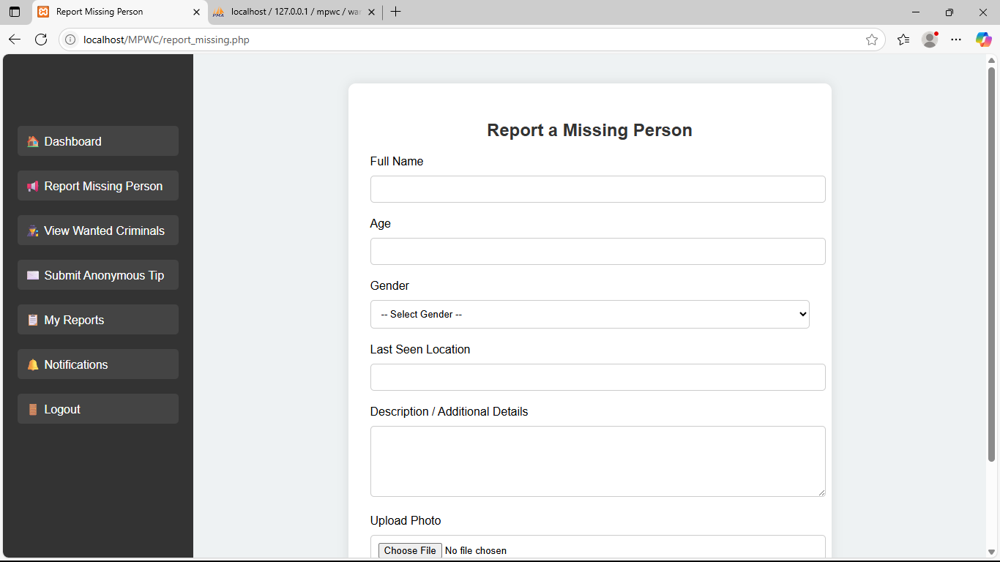 Report Missing Person
localhost / 127.0.0.1 / mpwc / war
localhost/MPWC/report_missing.php
Dashboard
Report Missing Person
View Wanted Criminals
Submit Anonymous Tip
My Reports
Notifications
Logout
Report a Missing Person
Full Name
Age
Gender
-- Select Gender --
Last Seen Location
Description / Additional Details
Upload Photo
Choose File No file chosen